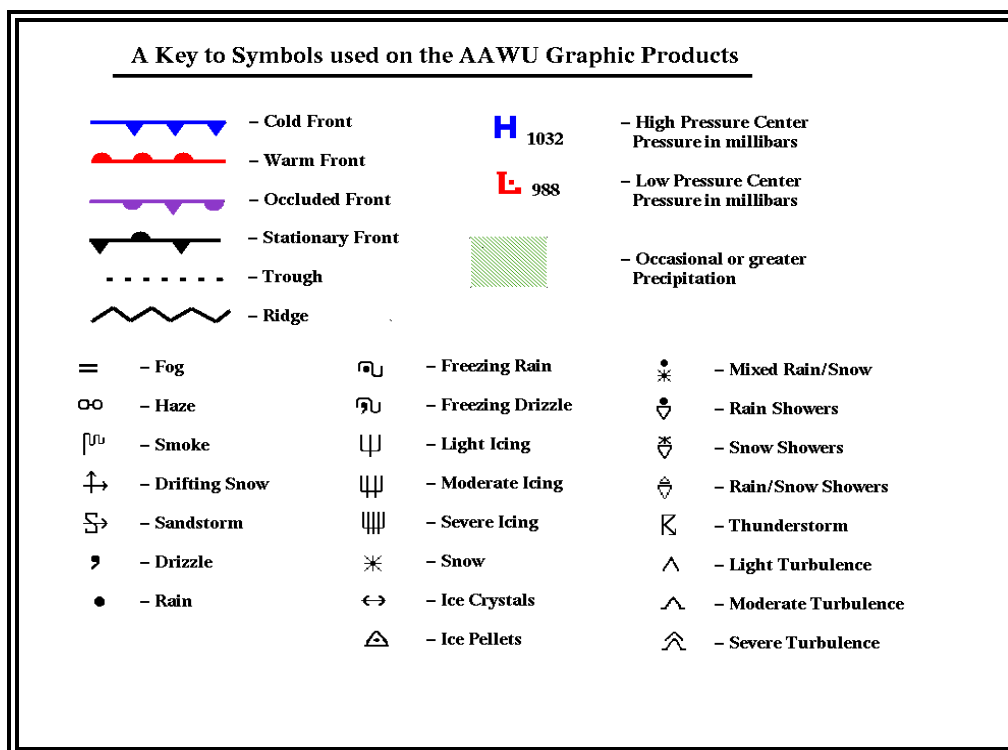 A Key to Symbols used on the AAWU Graphic Products
– Cold Front
– Warm Front
– Occluded Front
– Stationary Front
– Trough
– Ridge
H 1032
– High Pressure Center
Pressure in millibars
L 988
– Low Pressure Center
Pressure in millibars
– Occasional or greater
Precipitation
– Fog
– Haze
– Smoke
– Drifting Snow
– Sandstorm
– Drizzle
– Rain
– Freezing Rain
– Freezing Drizzle
– Light Icing
– Moderate Icing
– Severe Icing
– Snow
– Ice Crystals
– Ice Pellets
– Mixed Rain/Snow
– Rain Showers
– Snow Showers
– Rain/Snow Showers
– Thunderstorm
– Light Turbulence
– Moderate Turbulence
– Severe Turbulence